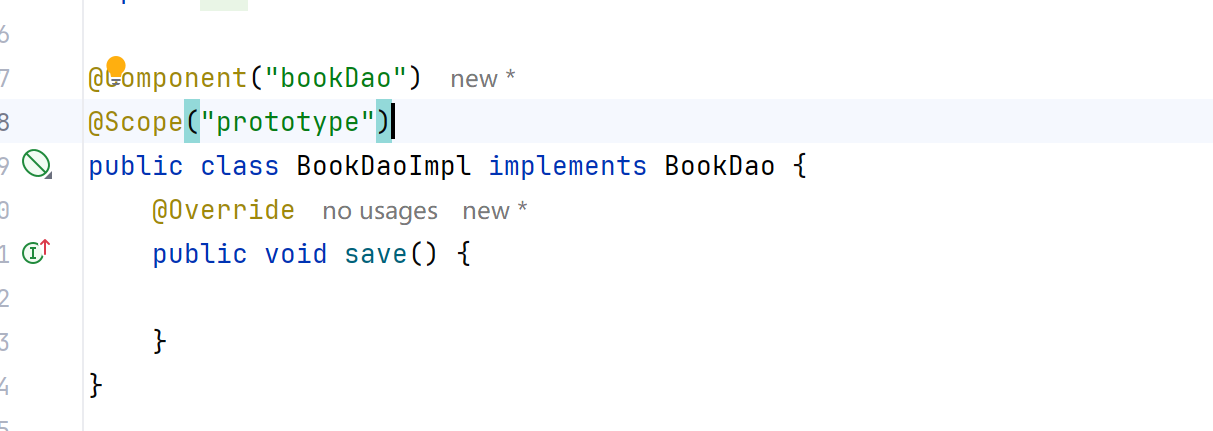 6
7 @Component("bookDao") new *
8 @Scope("prototype")
9 public class BookDaoImpl implements BookDao {
0 @Override no usages new *
1 public void save() {
2
3 }
4 }
5